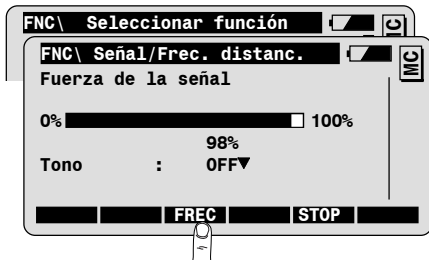 FNC\ Seleccionar función
MC
FNC\ Señal/Frec. distanc.
MC
Fuerza de la señal
0% 100%
98%
Tono : OFF▼
FREC STOP